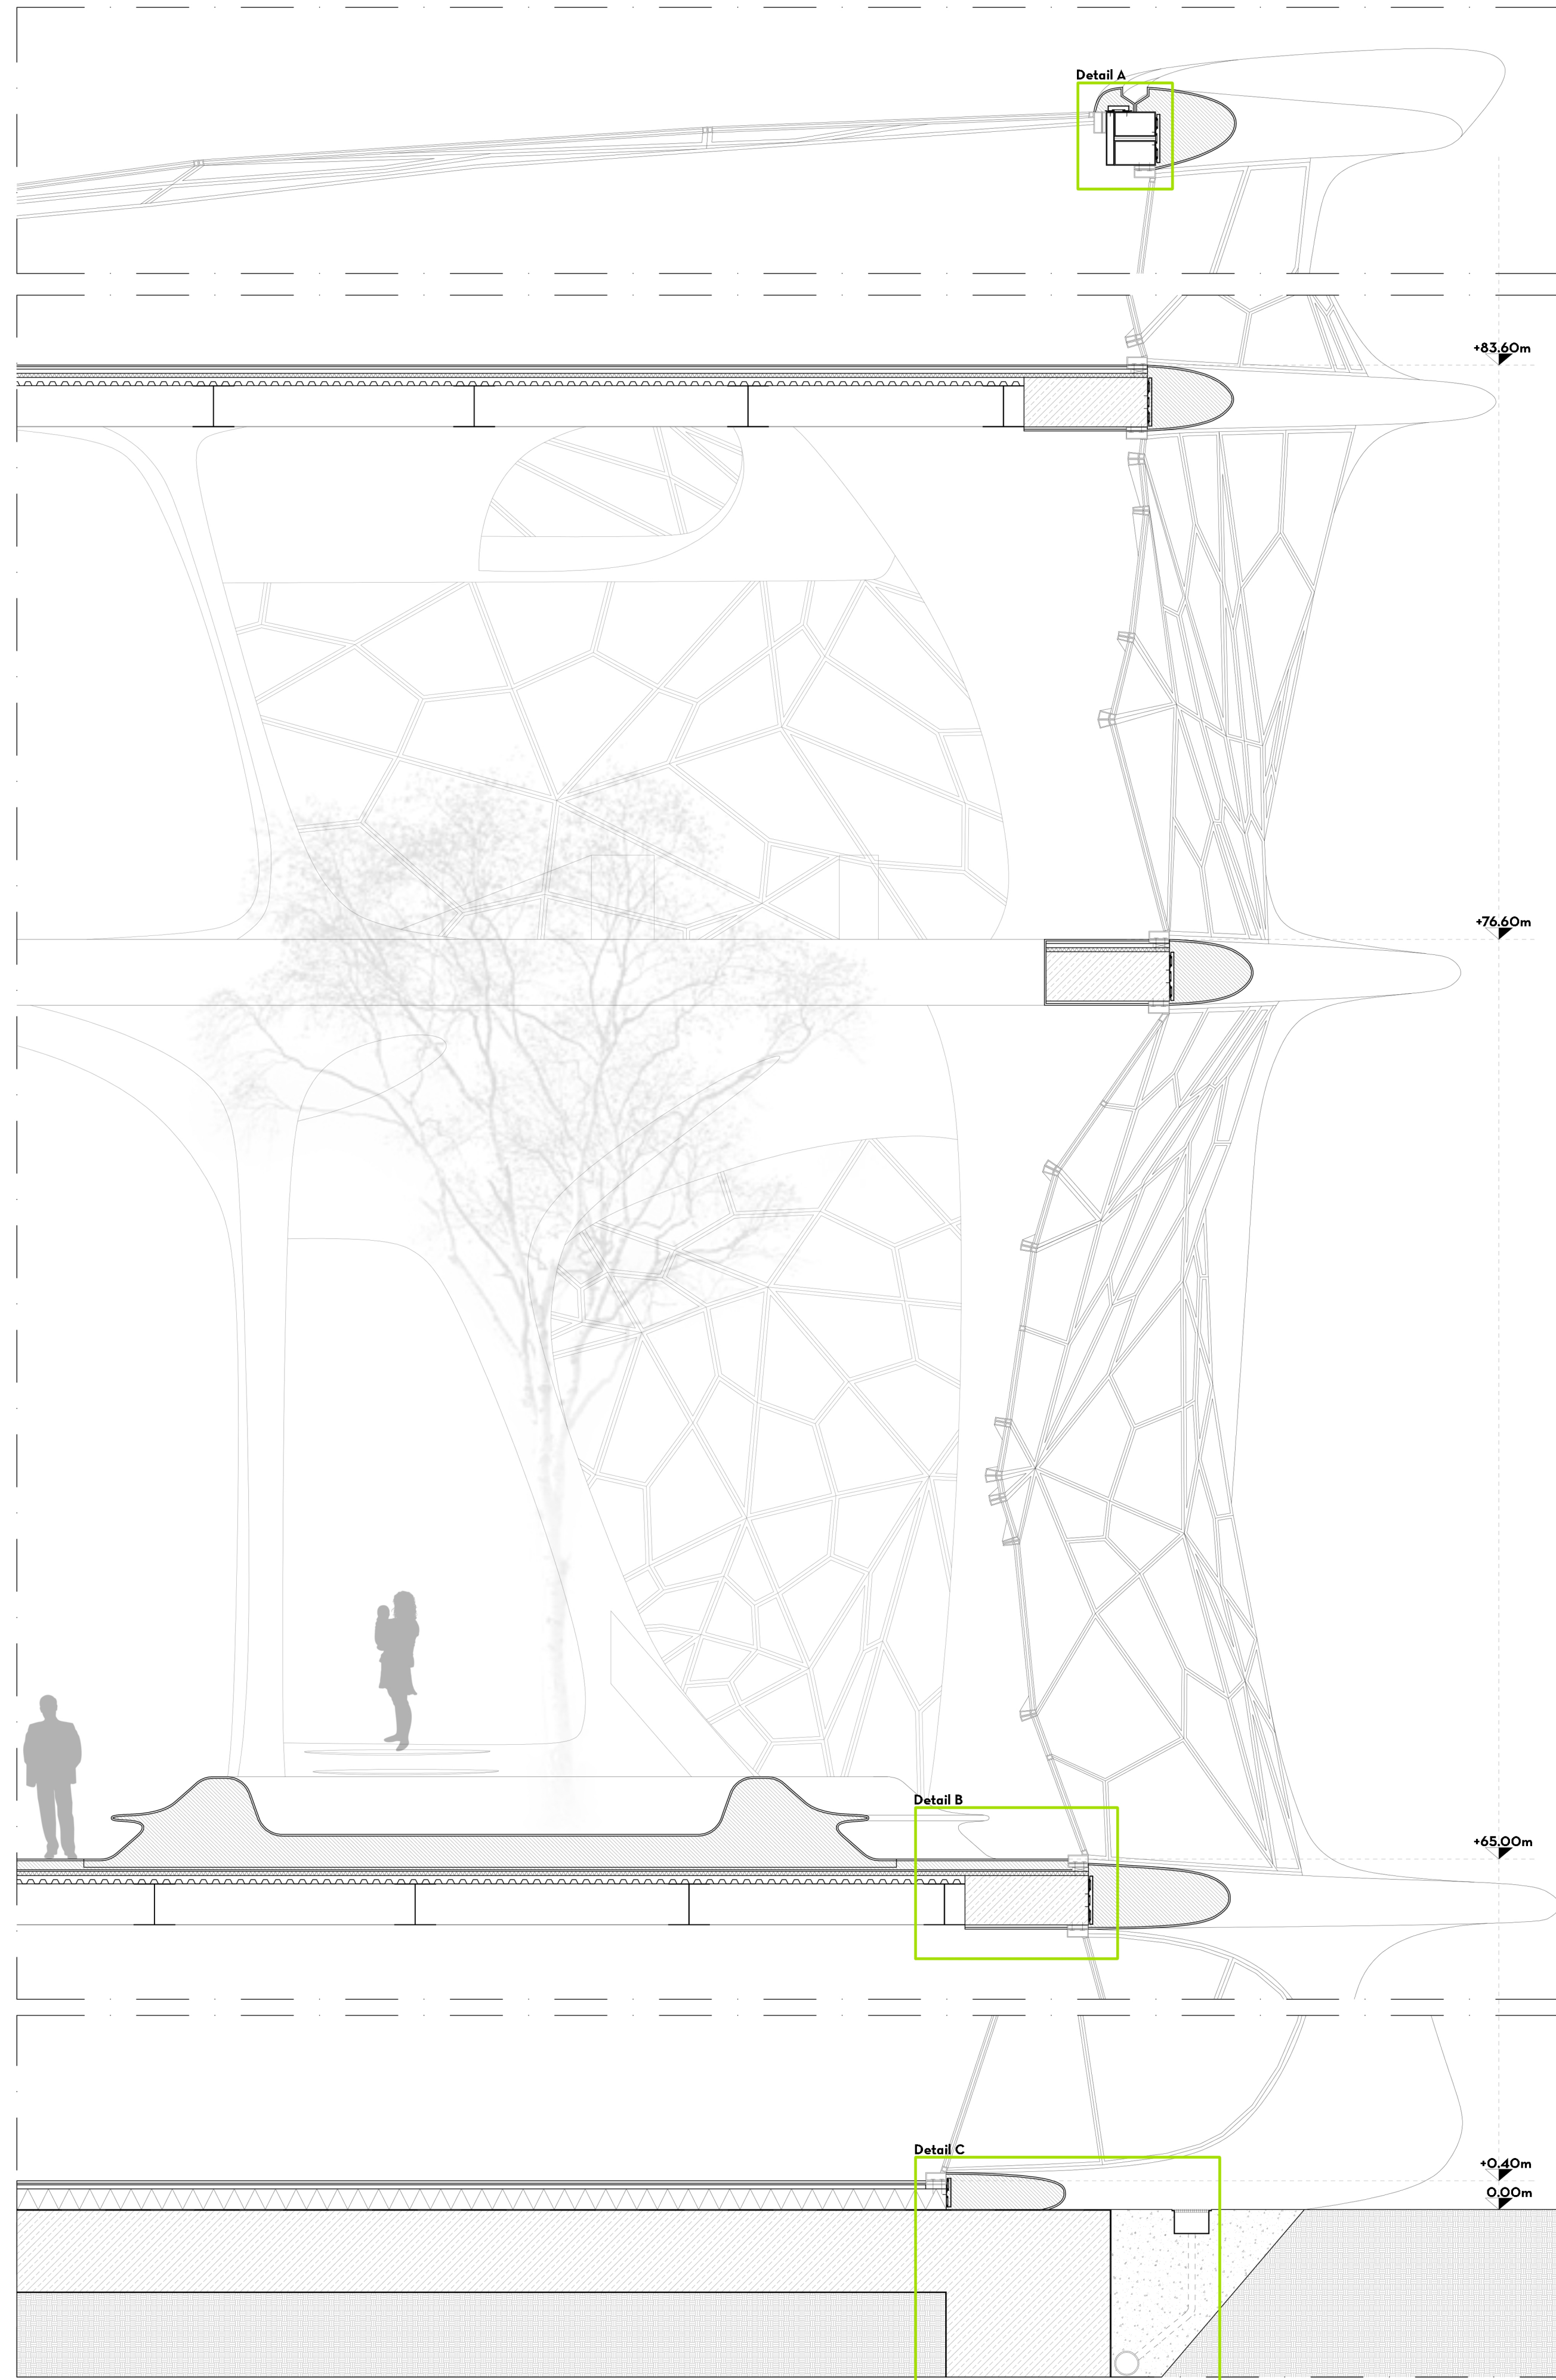 Detail A
+83.60m
+76.60m
+65.00m
Detail B
Detail C
+0.40m
0.00m